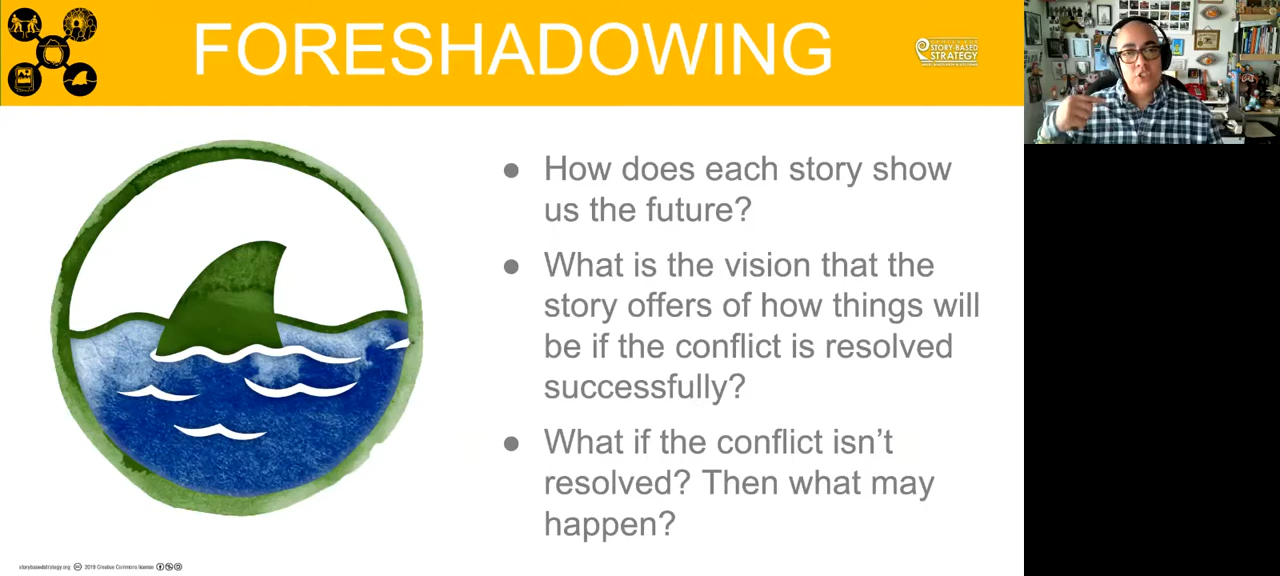 FORESHADOWING
STORY-BASED
STRATEGY
● How does each story show
us the future?
● What is the vision that the
story offers of how things will
be if the conflict is resolved
successfully?
● What if the conflict isn’t
resolved? Then what may
happen?
storybasedstrategy.org 2019 Creative Commons license